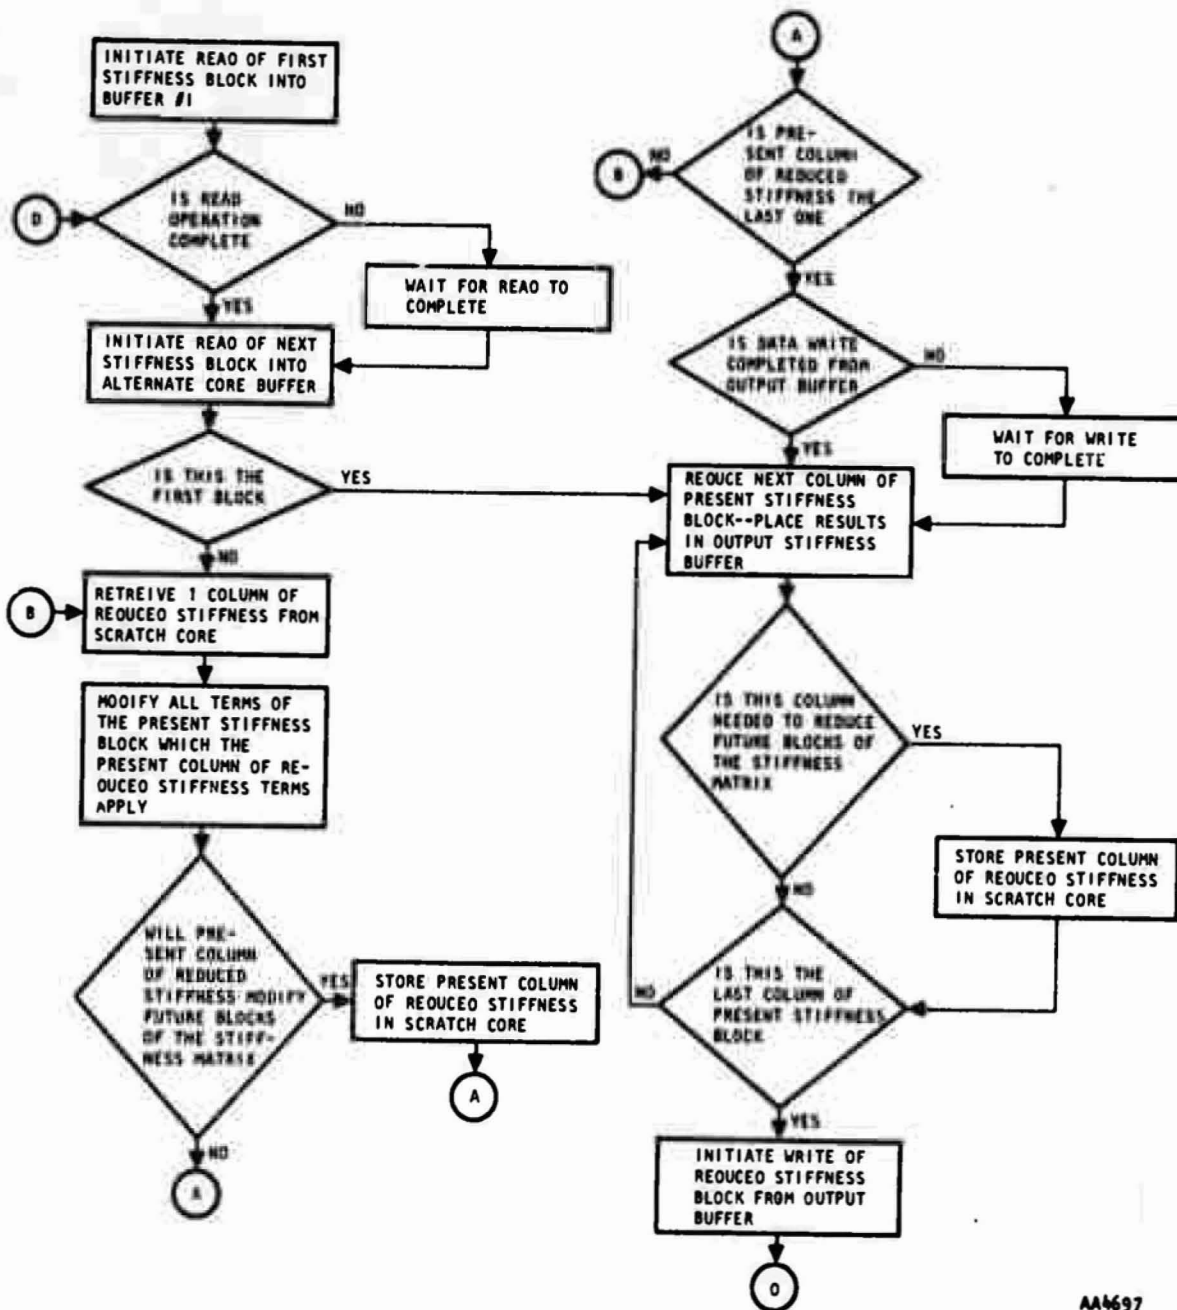 INITIATE REAO OF FIRST
STIFFNESS BLOCK INTO
BUFFER #1
D
IS READ
OPERATION
COMPLETE
NO
WAIT FOR REAO TO
COMPLETE
YES
INITIATE REAO OF NEXT
STIFFNESS BLOCK INTO
ALTERNATE CORE BUFFER
IS THIS THE
FIRST BLOCK
YES
NO
B
RETREIVE 1 COLUMN OF
REOUCEO STIFFNESS FROM
SCRATCH CORE
MOOIFY ALL TERMS OF
THE PRESENT STIFFNESS
BLOCK WHICH THE
PRESENT COLUMN OF RE-
OUCEO STIFFNESS TERMS
APPLY
WILL PRE-
SENT COLUMN
OF REDUCED
STIFFNESS MODIFY
FUTURE BLOCKS
OF THE STIFF-
NESS MATRIX
YES
STORE PRESENT COLUMN
OF REOUCEO STIFFNESS
IN SCRATCH CORE
A
NO
A
A
IS PRE-
SENT COLUMN
OF REDUCED
STIFFNESS THE
LAST ONE
NO
B
YES
IS DATA WRITE
COMPLETED FROM
OUTPUT BUFFER
NO
WAIT FOR WRITE
TO COMPLETE
YES
REDUCE NEXT COLUMN OF
PRESENT STIFFNESS
BLOCK--PLACE RESULTS
IN OUTPUT STIFFNESS
BUFFER
IS THIS COLUMN
NEEDED TO REDUCE
FUTURE BLOCKS OF
THE STIFFNESS
MATRIX
YES
STORE PRESENT COLUMN
OF REOUCEO STIFFNESS
IN SCRATCH CORE
NO
IS THIS THE
LAST COLUMN OF
PRESENT STIFFNESS
BLOCK
NO
YES
INITIATE WRITE OF
REOUCEO STIFFNESS
BLOCK FROM OUTPUT
BUFFER
O
AA4697